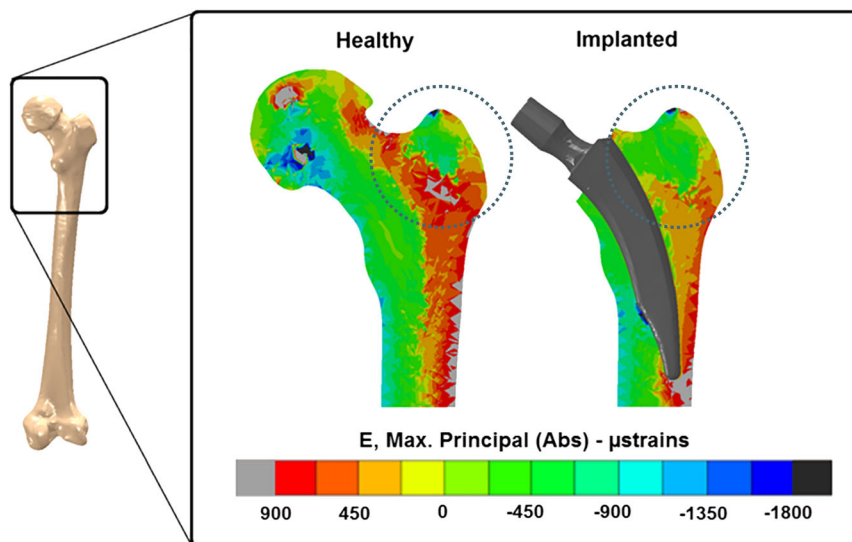 Healthy Implanted
E, Max. Principal (Abs) - µstrains
900 450 0 -450 -900 -1350 -1800